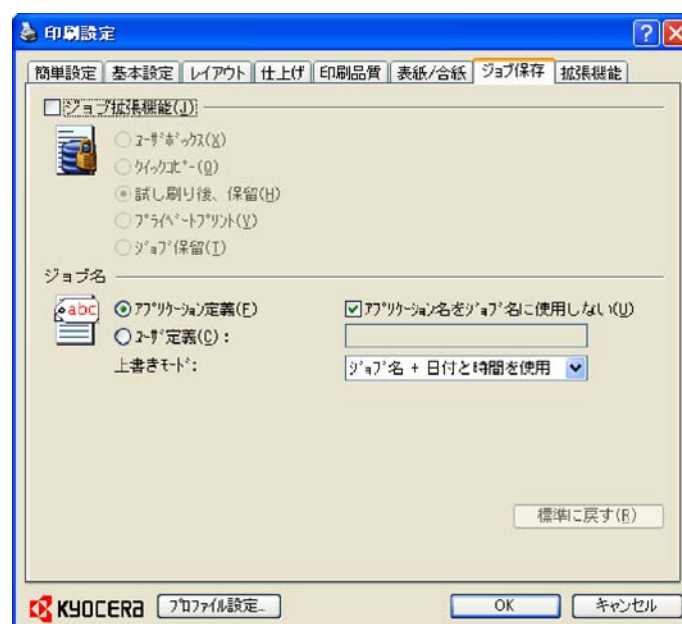 印刷設定
簡単設定 基本設定 レイアウト 仕上げ 印刷品質 表紙/合紙 ジョブ保存 拡張機能
ジョブ拡張機能(J)
ﾕｰｻﾞﾎﾞｯｸｽ(X)
ｸｲｯｸｺﾋﾟｰ(Q)
試し刷り後、保留(H)
ﾌﾟﾗｲﾍﾞｰﾄﾌﾟﾘﾝﾄ(V)
ｼﾞｮﾌﾞ保留(T)
ジョブ名
abc ｱﾌﾟﾘｹｰｼｮﾝ定義(F) ｱﾌﾟﾘｹｰｼｮﾝ名をｼﾞｮﾌﾞ名に使用しない(U)
ﾕｰｻﾞ定義(C):
上書きﾓｰﾄﾞ: ｼﾞｮﾌﾞ名 + 日付と時間を使用
標準に戻す(R)
KYOCERA ﾌﾟﾛﾌｧｲﾙ設定... OK キャンセル